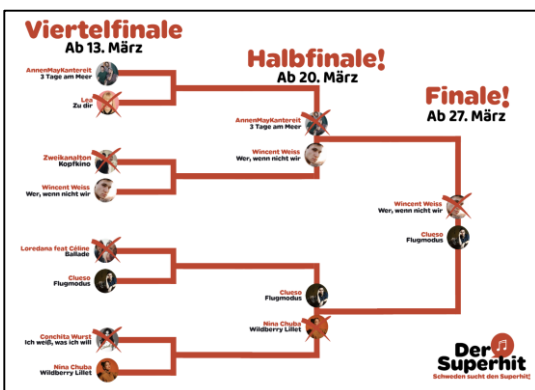 Viertelfinale
Ab 13. März
Halbfinale!
Ab 20. März
Finale!
Ab 27. März
AnnenMayKantereit
3 Tage am Meer
Lea
Zu dir
Zweikanalton
Kopfkino
Wincent Weiss
Wer, wenn nicht wir
Loredana feat Céline
Ballade
Clueso
Flugmodus
Conchita Wurst
Ich weiß, was ich will
Nina Chuba
Wildberry Lillet
AnnenMayKantereit
3 Tage am Meer
Wincent Weiss
Wer, wenn nicht wir
Clueso
Flugmodus
Nina Chuba
Wildberry Lillet
Wincent Weiss
Wer, wenn nicht wir
Clueso
Flugmodus
Der
Superhit
Schweden sucht den Superhit!